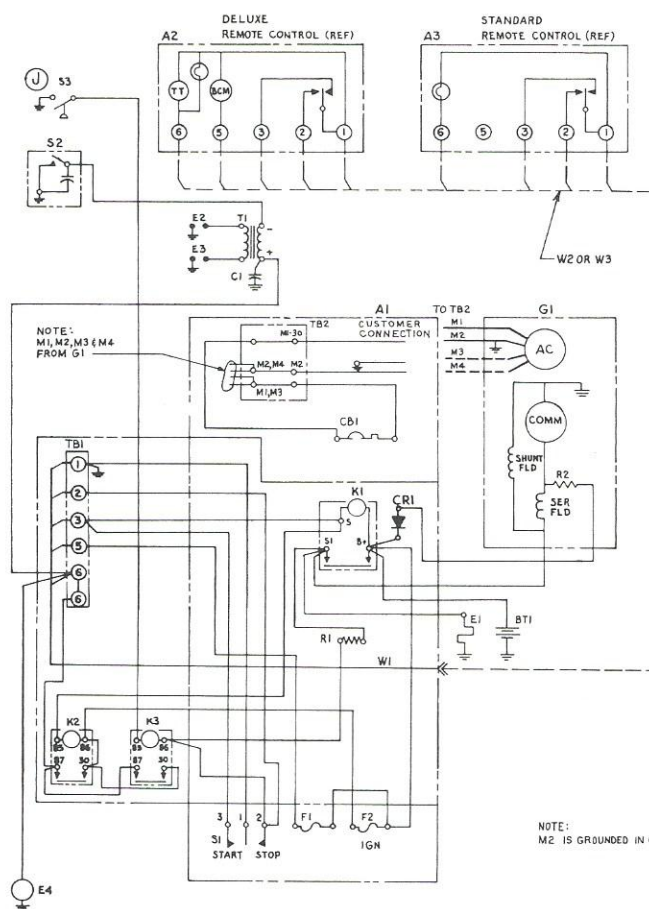 DELUXE
REMOTE CONTROL (REF)
A2
TT
BCM
6 5 3 2 1
STANDARD
REMOTE CONTROL (REF)
A3
6 5 3 2 1
J
S3
S2
W2 OR W3
E2
T1
-
E3
+
C1
A1
TO TB2
G1
CUSTOMER
CONNECTION
TB2
M1-30
M2, M4
M2
M1, M3
NOTE:
M1, M2, M3 & M4
FROM G1
CB1
M1
M2
M3
M4
AC
COMM
SHUNT
FLD
R2
SER
FLD
TB1
1
2
3
5
6
6
K1
CR1
S
S1
B+
R1
E1
BT1
W1
K2
85 86
87 30
K3
85 86
87 30
3 1 2
S1
START STOP
F1
F2
IGN
E4
NOTE:
M2 IS GROUNDED IN